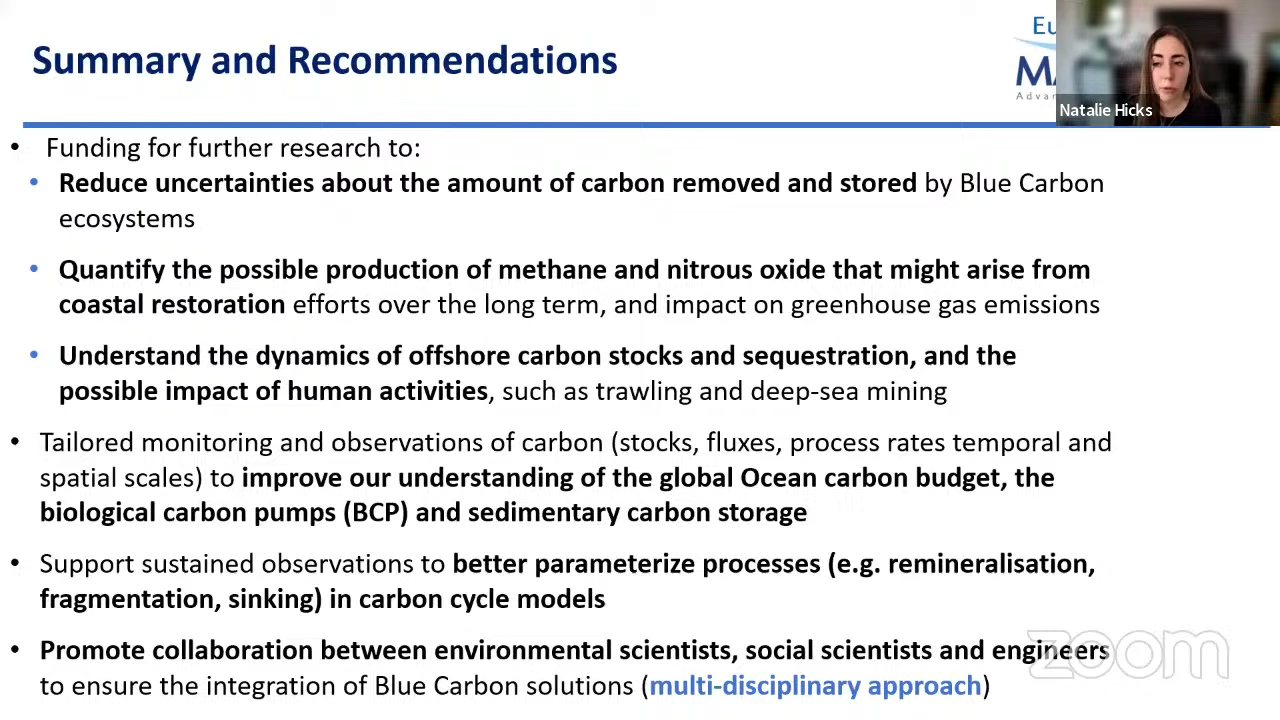 Summary and Recommendations
Eu
MA
Adva
Natalie Hicks
• Funding for further research to:
• Reduce uncertainties about the amount of carbon removed and stored by Blue Carbon
ecosystems
• Quantify the possible production of methane and nitrous oxide that might arise from
coastal restoration efforts over the long term, and impact on greenhouse gas emissions
• Understand the dynamics of offshore carbon stocks and sequestration, and the
possible impact of human activities, such as trawling and deep-sea mining
• Tailored monitoring and observations of carbon (stocks, fluxes, process rates temporal and
spatial scales) to improve our understanding of the global Ocean carbon budget, the
biological carbon pumps (BCP) and sedimentary carbon storage
• Support sustained observations to better parameterize processes (e.g. remineralisation,
fragmentation, sinking) in carbon cycle models
• Promote collaboration between environmental scientists, social scientists and engineers
to ensure the integration of Blue Carbon solutions (multi-disciplinary approach)
zoom